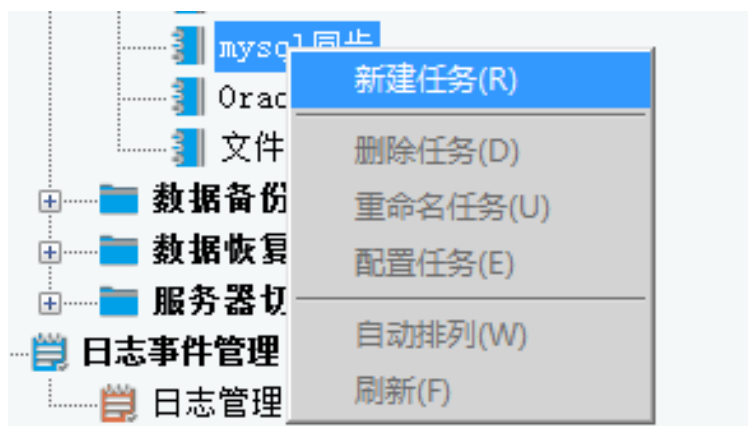 mysql同步
新建任务(R)
Orac
文件
删除任务(D)
数据备份
重命名任务(U)
数据恢复
配置任务(E)
服务器切
日志事件管理
自动排列(W)
日志管理
刷新(F)